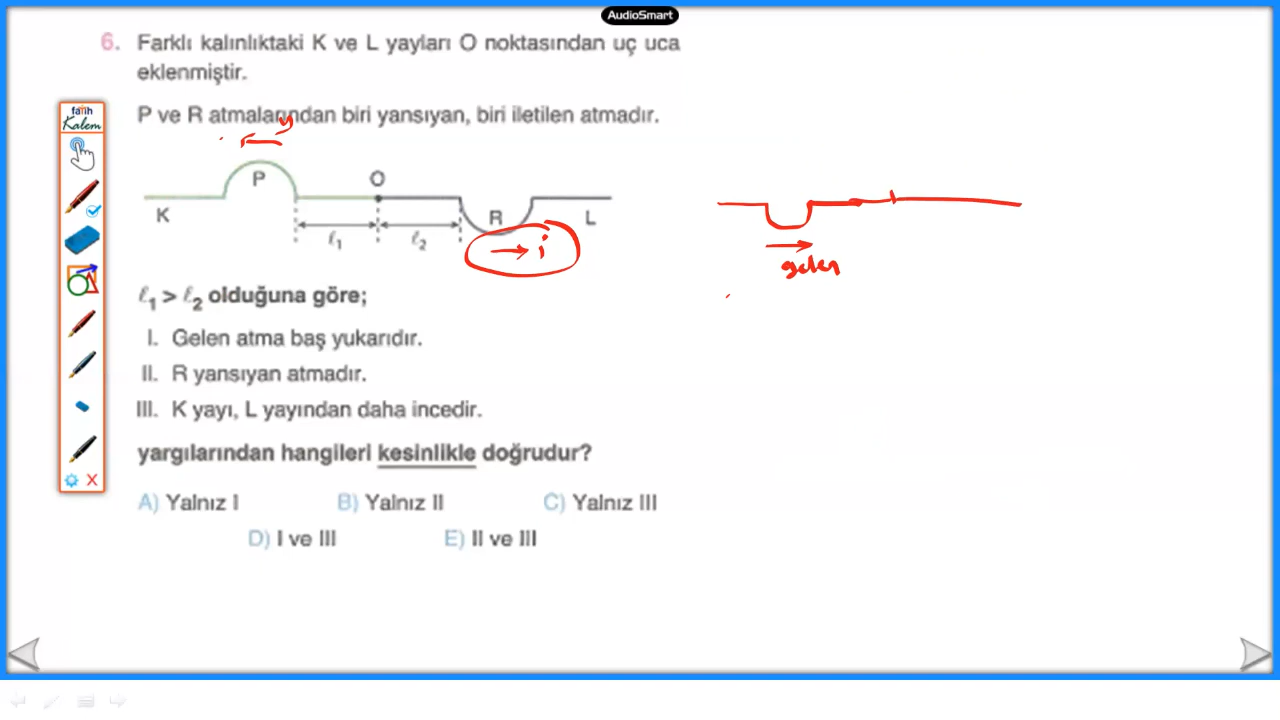 AudioSmart
6. Farklı kalınlıktaki K ve L yayları O noktasından uç uca
eklenmiştir.
P ve R atmalarından biri yansıyan, biri iletilen atmadır.
fatih
Kalem
y
P
O
K
R
L
ℓ1
ℓ2
i
gelen
ℓ1 > ℓ2 olduğuna göre;
I. Gelen atma baş yukarıdır.
II. R yansıyan atmadır.
III. K yayı, L yayından daha incedir.
yargılarından hangileri kesinlikle doğrudur?
A) Yalnız I B) Yalnız II C) Yalnız III
D) I ve III E) II ve III